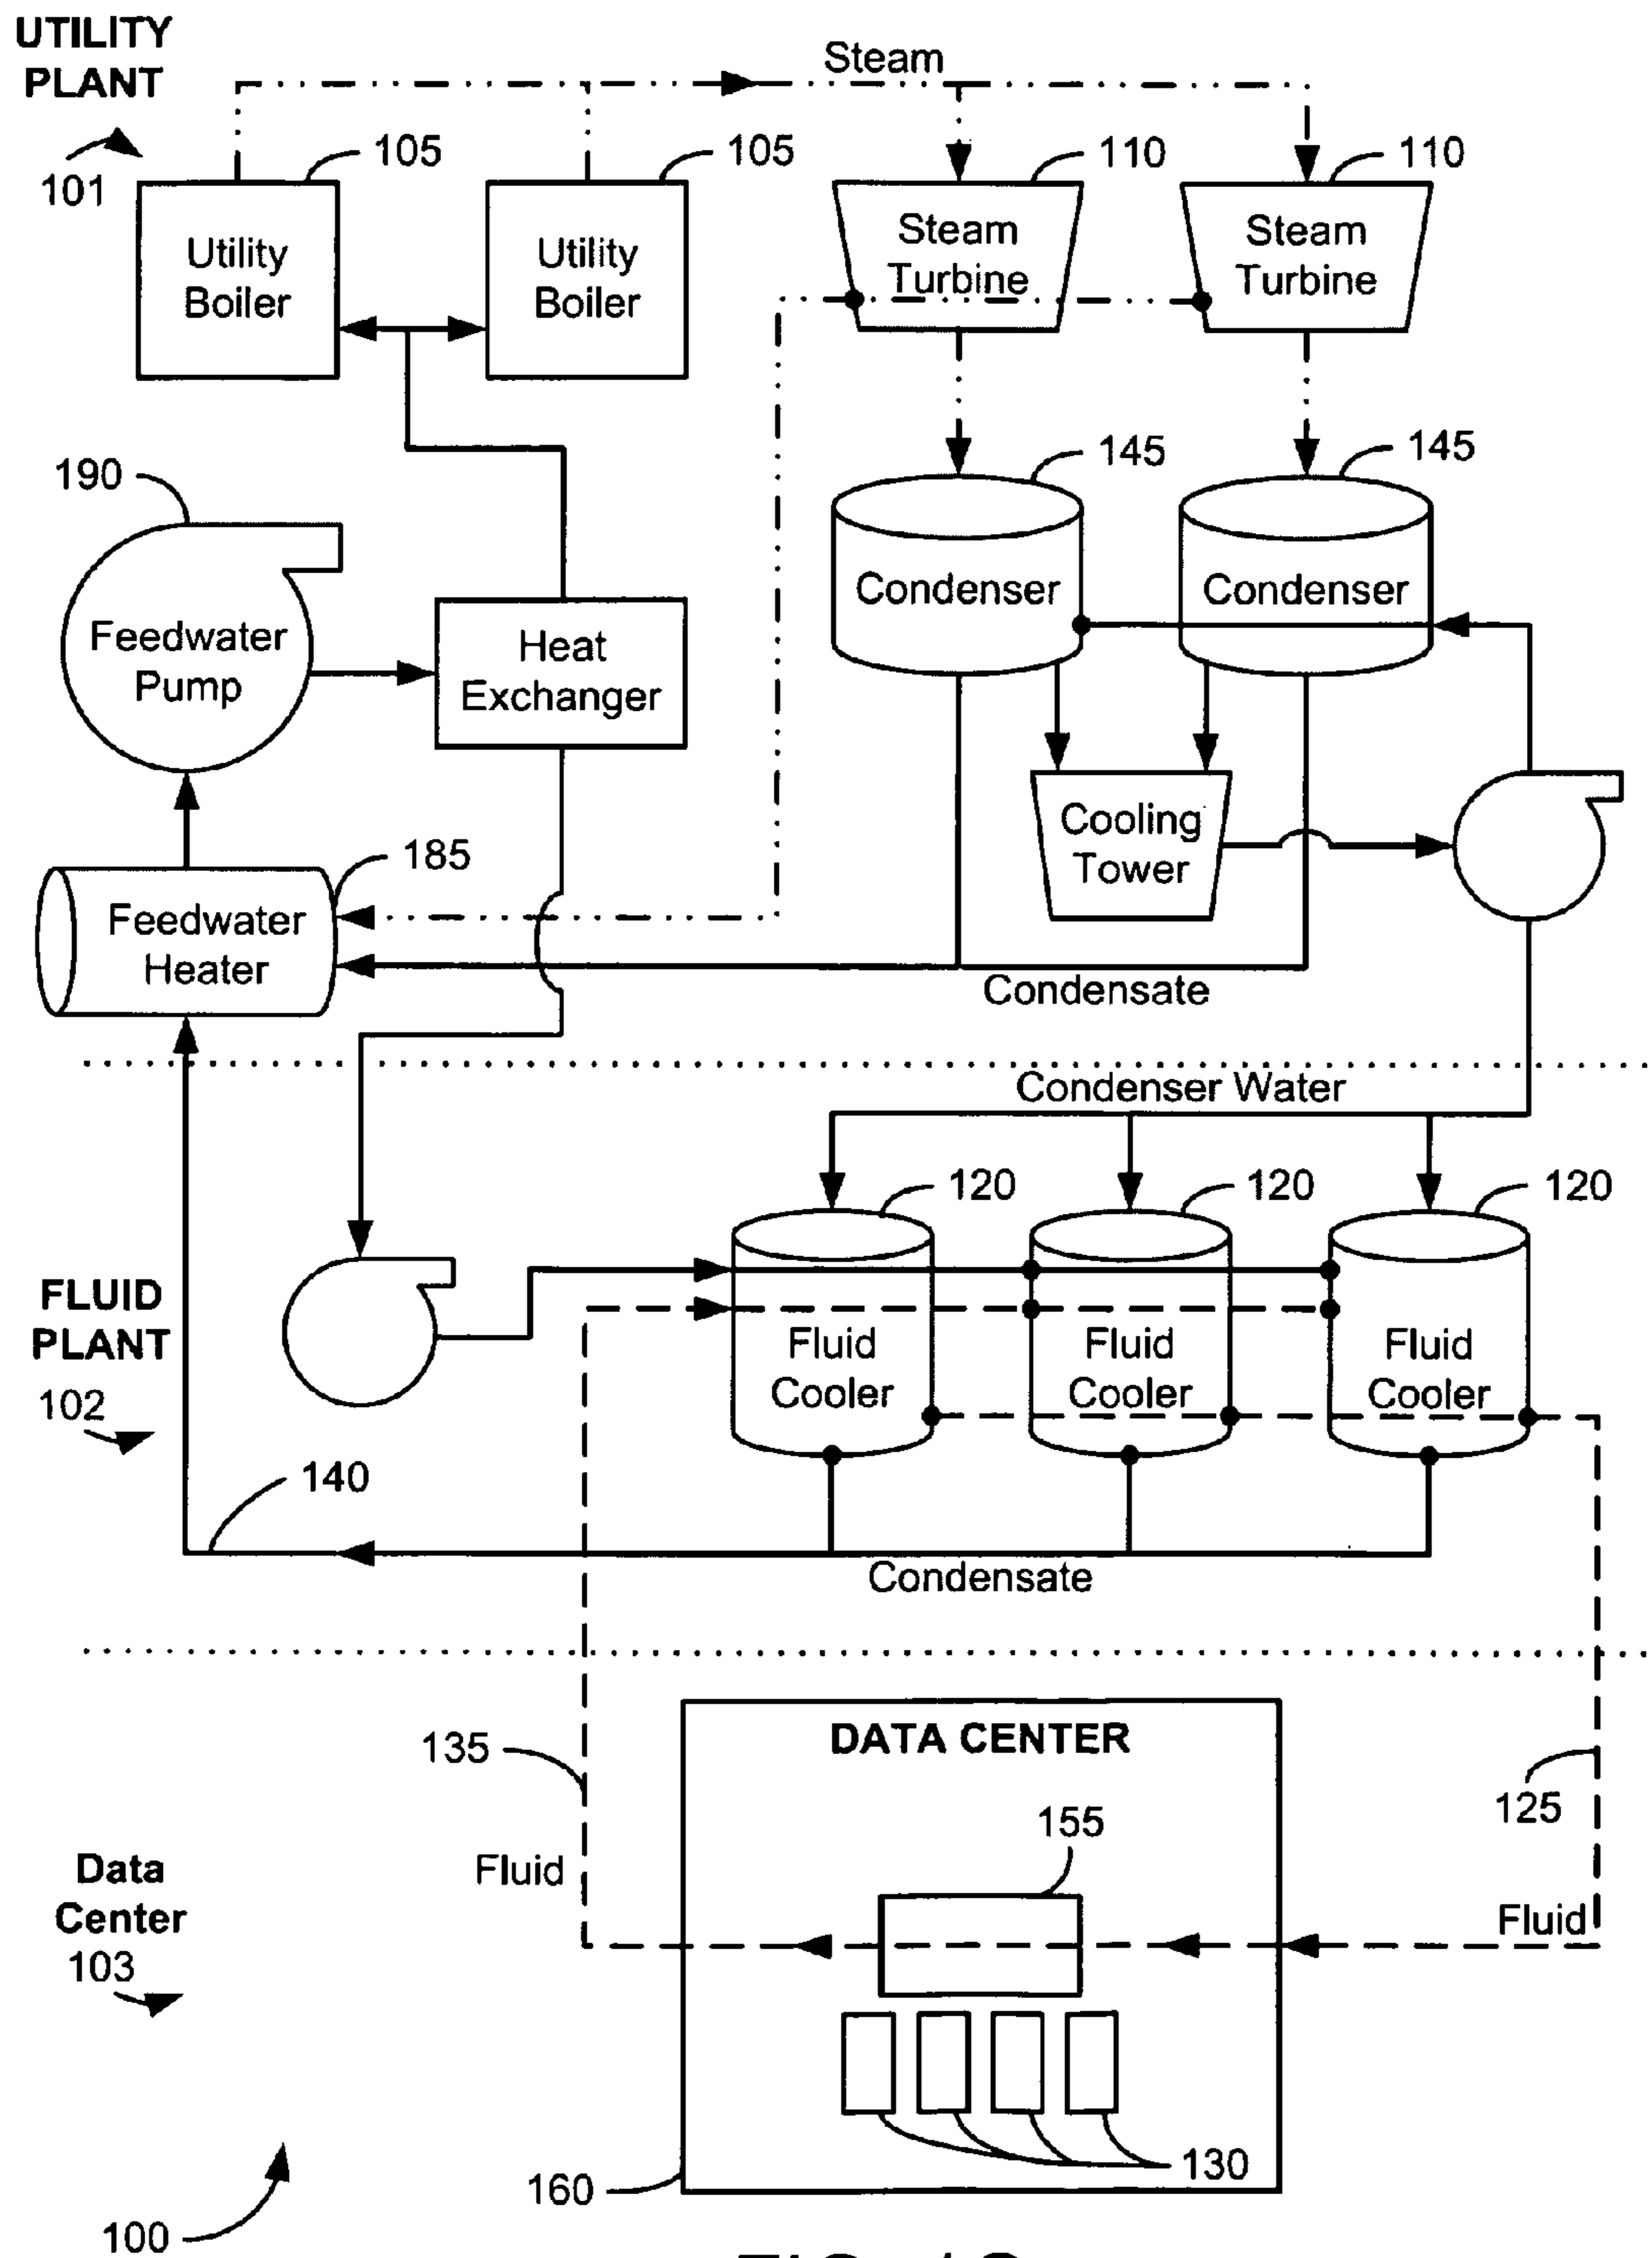 UTILITY
PLANT
101
Steam
105
105
110
110
Utility
Boiler
Utility
Boiler
Steam
Turbine
Steam
Turbine
190
145
145
Feedwater
Pump
Heat
Exchanger
Condenser
Condenser
Cooling
Tower
185
Feedwater
Heater
Condensate
Condenser Water
120
120
120
FLUID
PLANT
102
Fluid
Cooler
Fluid
Cooler
Fluid
Cooler
140
Condensate
135
DATA CENTER
155
125
Data
Center
103
Fluid
Fluid
130
160
100